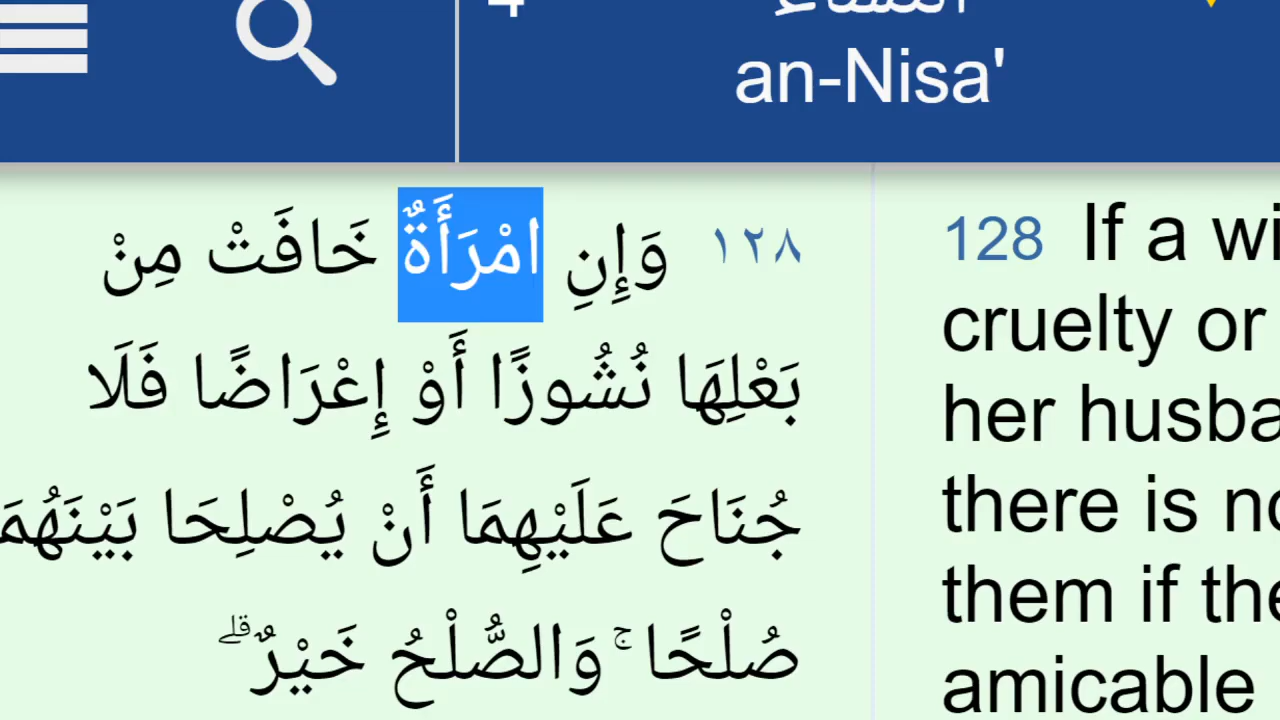 an-Nisa'
١٢٨ وَإِنِ امْرَأَةٌ خَافَتْ مِنْ
بَعْلِهَا نُشُوزًا أَوْ إِعْرَاضًا فَلَا
جُنَاحَ عَلَيْهِمَا أَنْ يُصْلِحَا بَيْنَهُمَا
صُلْحًا ۚ وَالصُّلْحُ خَيْرٌ ۗ
128 If a wi
cruelty or
her husba
there is no
them if the
amicable